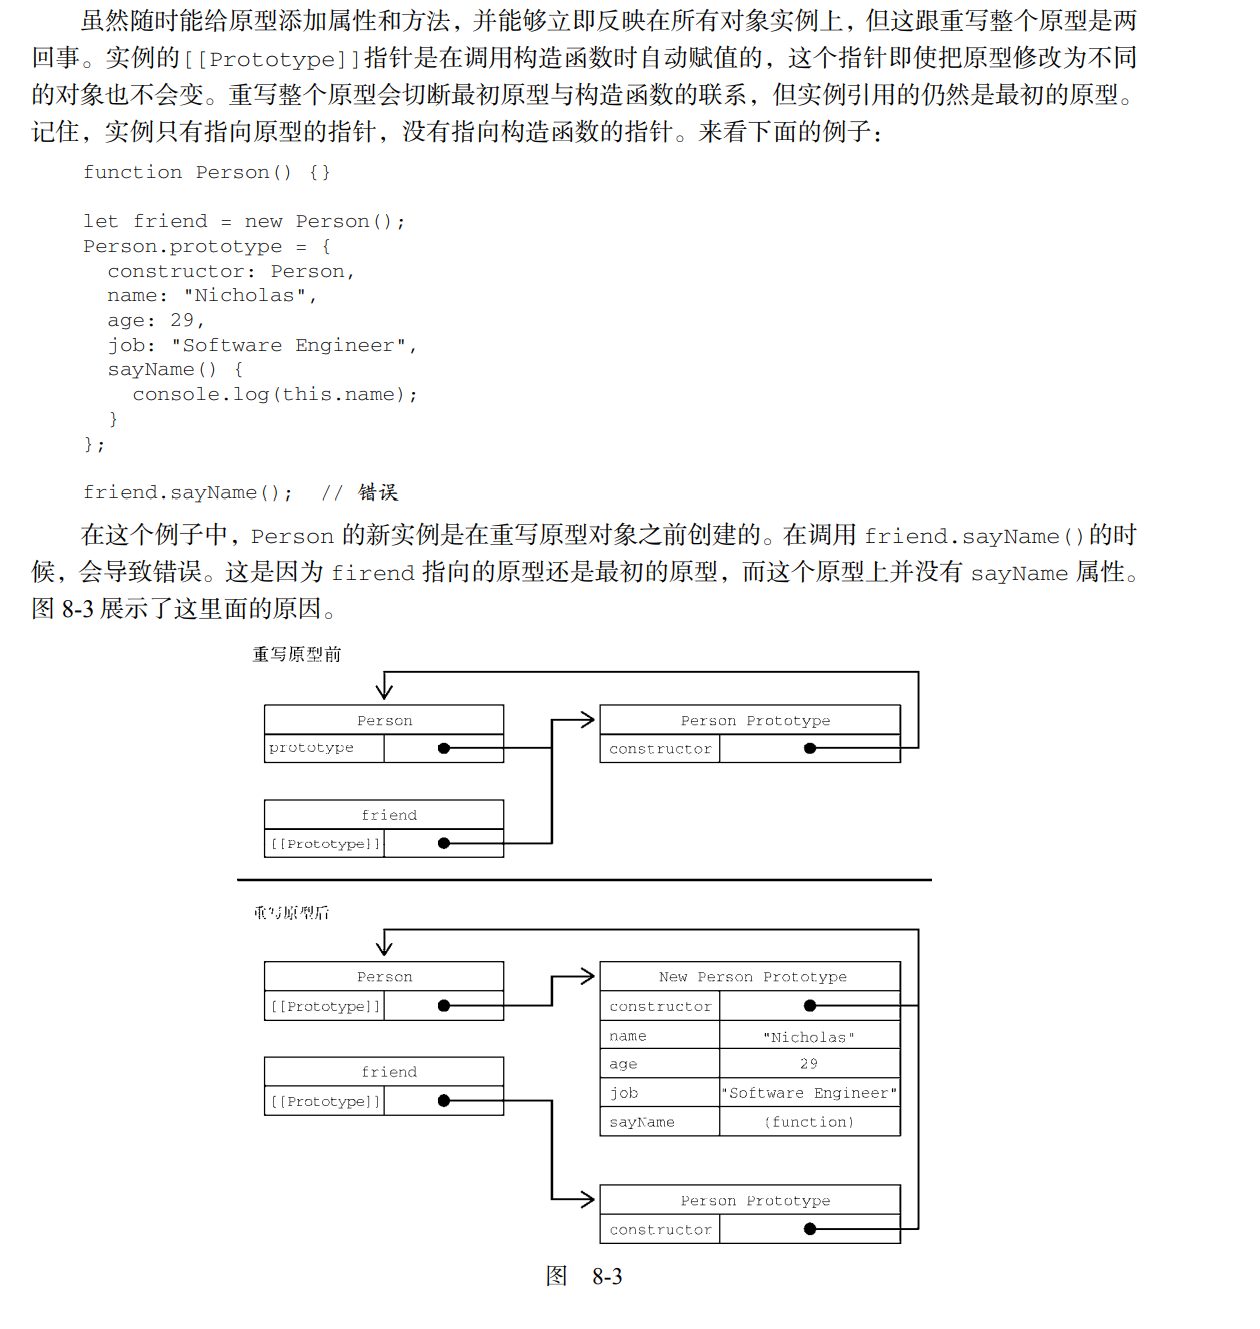 虽然随时能给原型添加属性和方法，并能够立即反映在所有对象实例上，但这跟重写整个原型是两
回事。实例的[[Prototype]]指针是在调用构造函数时自动赋值的，这个指针即使把原型修改为不同
的对象也不会变。重写整个原型会切断最初原型与构造函数的联系，但实例引用的仍然是最初的原型。
记住，实例只有指向原型的指针，没有指向构造函数的指针。来看下面的例子：
function Person() {}
let friend = new Person();
Person.prototype = {
constructor: Person,
name: "Nicholas",
age: 29,
job: "Software Engineer",
sayName() {
console.log(this.name);
}
};
friend.sayName(); // 错误
在这个例子中，Person 的新实例是在重写原型对象之前创建的。在调用 friend.sayName()的时
候，会导致错误。这是因为 firend 指向的原型还是最初的原型，而这个原型上并没有 sayName 属性。
图 8-3 展示了这里面的原因。
重写原型前
Person
prototype
Person Prototype
constructor
friend
[[Prototype]]
重写原型后
Person
[[Prototype]]
New Person Prototype
constructor
name "Nicholas"
age 29
job "Software Engineer"
sayName (function)
friend
[[Prototype]]
Person Prototype
constructor
图 8-3